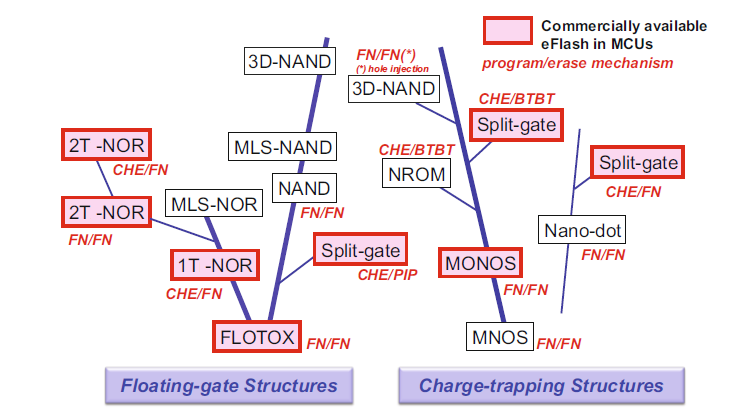 Commercially available
eFlash in MCUs
program/erase mechanism
3D-NAND
FN/FN(*)
(*) hole injection
3D-NAND
CHE/BTBT
Split-gate
2T -NOR
CHE/FN
MLS-NAND
CHE/BTBT
NROM
Split-gate
CHE/FN
NAND
FN/FN
2T -NOR
FN/FN
MLS-NOR
Nano-dot
FN/FN
1T -NOR
CHE/FN
Split-gate
CHE/PIP
MONOS
FN/FN
FLOTOX
FN/FN
MNOS
FN/FN
Floating-gate Structures
Charge-trapping Structures